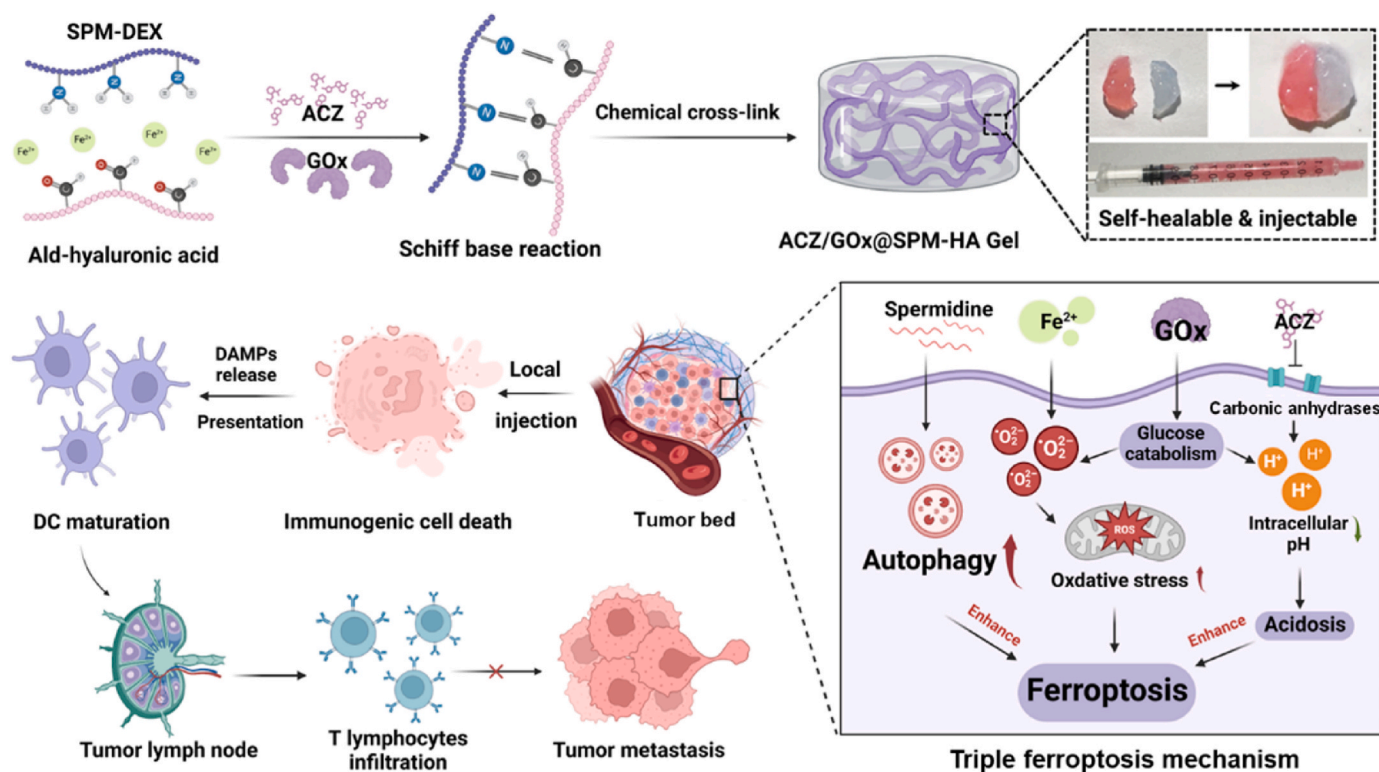 SPM-DEX
N
N
N
H
H
H
H
H
H
Fe²⁺
Fe²⁺
Fe²⁺
Fe²⁺
O
C
H
O
C
H
O
C
H
Ald-hyaluronic acid
ACZ
GOx
N
C
H
N
C
H
N
C
H
Schiff base reaction
Chemical cross-link
ACZ/GOx@SPM-HA Gel
Self-healable & injectable
DC maturation
DAMPs
release
Presentation
Immunogenic cell death
Local
injection
Tumor bed
Tumor lymph node
T lymphocytes
infiltration
Tumor metastasis
Spermidine
Fe²⁺
GOx
ACZ
Carbonic anhydrases
Glucose
catabolism
•O₂²⁻
•O₂²⁻
•O₂²⁻
H⁺
H⁺
H⁺
Intracellular
pH
Autophagy
ROS
Oxdative stress
Acidosis
Enhance
Enhance
Ferroptosis
Triple ferroptosis mechanism